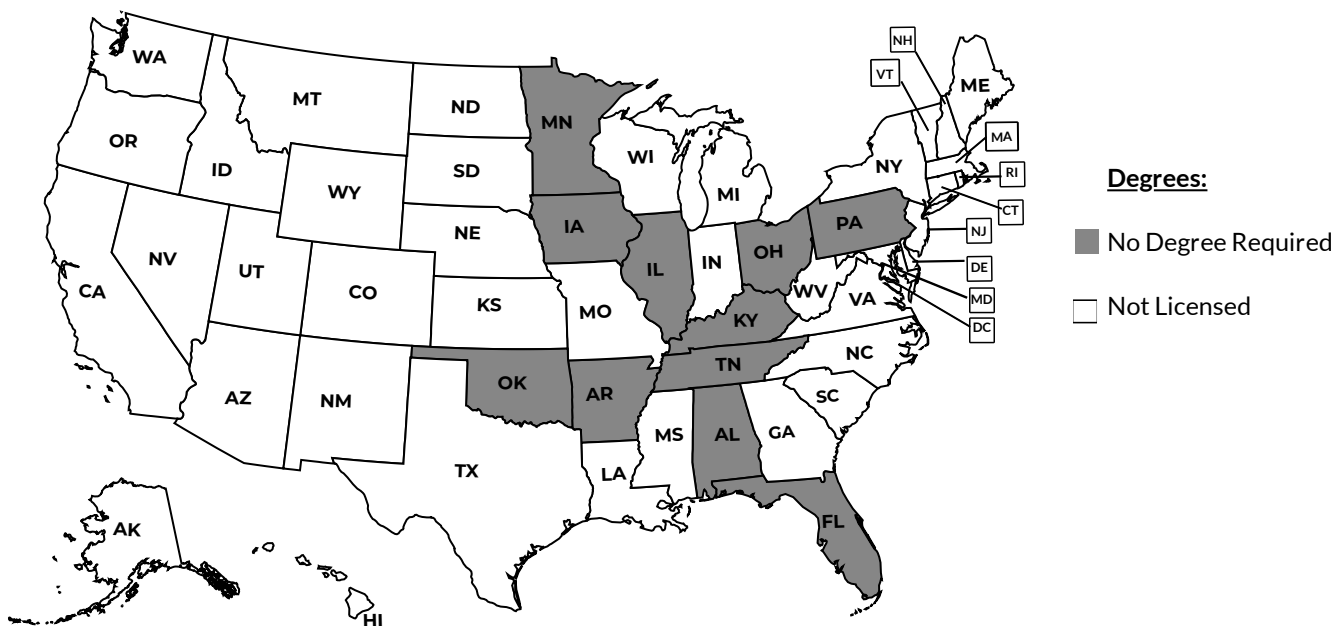 WA
MT
ND
MN
OR
ID
WY
SD
WI
MI
NY
ME
NH
VT
MA
RI
CT
NJ
DE
MD
DC
NV
UT
CO
NE
IA
IL
IN
OH
PA
CA
KS
MO
KY
WV
VA
AZ
NM
OK
AR
TN
NC
SC
TX
LA
MS
AL
GA
FL
AK
HI
Degrees:
No Degree Required
Not Licensed